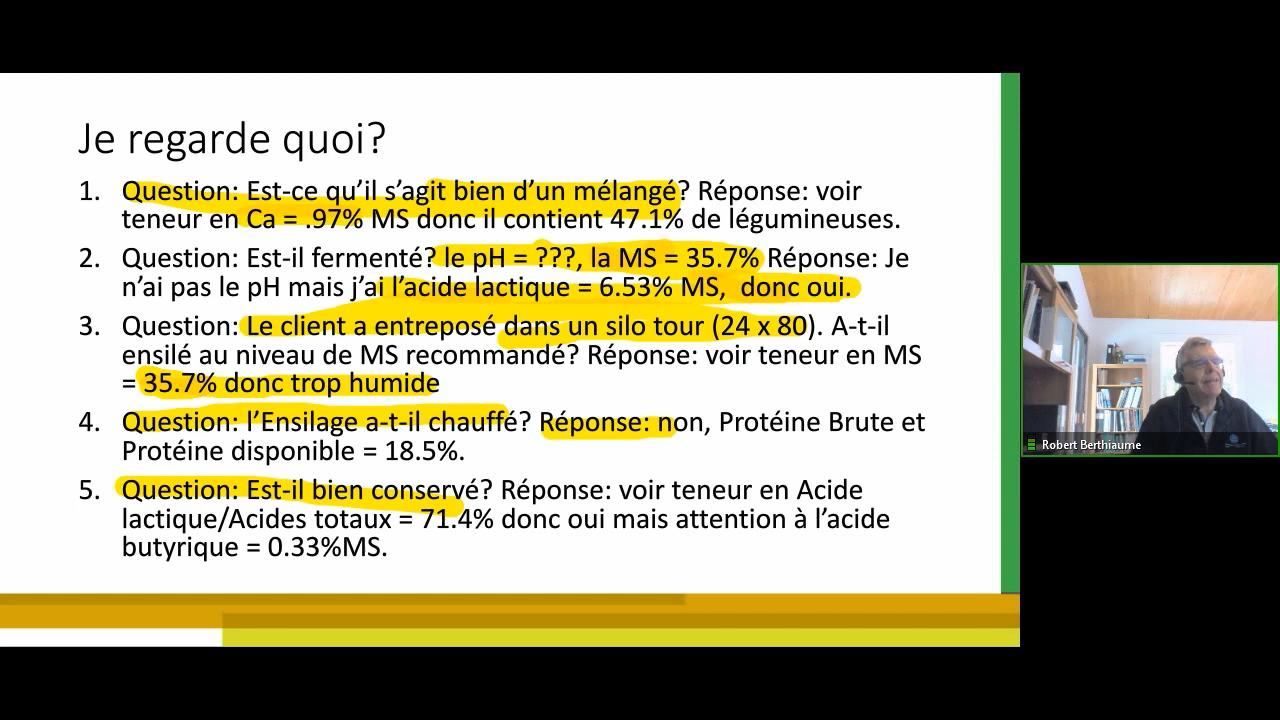 Je regarde quoi?
1. Question: Est-ce qu’il s’agit bien d’un mélangé? Réponse: voir
teneur en Ca = .97% MS donc il contient 47.1% de légumineuses.
2. Question: Est-il fermenté? le pH = ???, la MS = 35.7% Réponse: Je
n’ai pas le pH mais j’ai l’acide lactique = 6.53% MS, donc oui.
3. Question: Le client a entreposé dans un silo tour (24 x 80). A-t-il
ensilé au niveau de MS recommandé? Réponse: voir teneur en MS
= 35.7% donc trop humide
4. Question: l’Ensilage a-t-il chauffé? Réponse: non, Protéine Brute et
Protéine disponible = 18.5%.
5. Question: Est-il bien conservé? Réponse: voir teneur en Acide
lactique/Acides totaux = 71.4% donc oui mais attention à l’acide
butyrique = 0.33%MS.
Robert Berthiaume